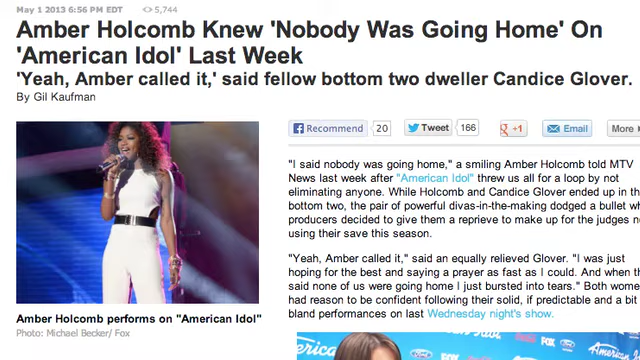 May 1 2013 6:56 PM EDT 5,744
Amber Holcomb Knew 'Nobody Was Going Home' On
'American Idol' Last Week
'Yeah, Amber called it,' said fellow bottom two dweller Candice Glover.
By Gil Kaufman
Recommend 20 Tweet 166 +1 Email More
"I said nobody was going home," a smiling Amber Holcomb told MTV
News last week after "American Idol" threw us all for a loop by not
eliminating anyone. While Holcomb and Candice Glover ended up in th
bottom two, the pair of powerful divas-in-the-making dodged a bullet wh
producers decided to give them a reprieve to make up for the judges n
using their save this season.
"Yeah, Amber called it," said an equally relieved Glover. "I was just
hoping for the best and saying a prayer as fast as I could. And when th
said none of us were going home I just bursted into tears." Both wome
had reason to be confident following their solid, if predictable and a bit
bland performances on last Wednesday night's show.
Amber Holcomb performs on "American Idol"
Photo: Michael Becker/ Fox
FOX